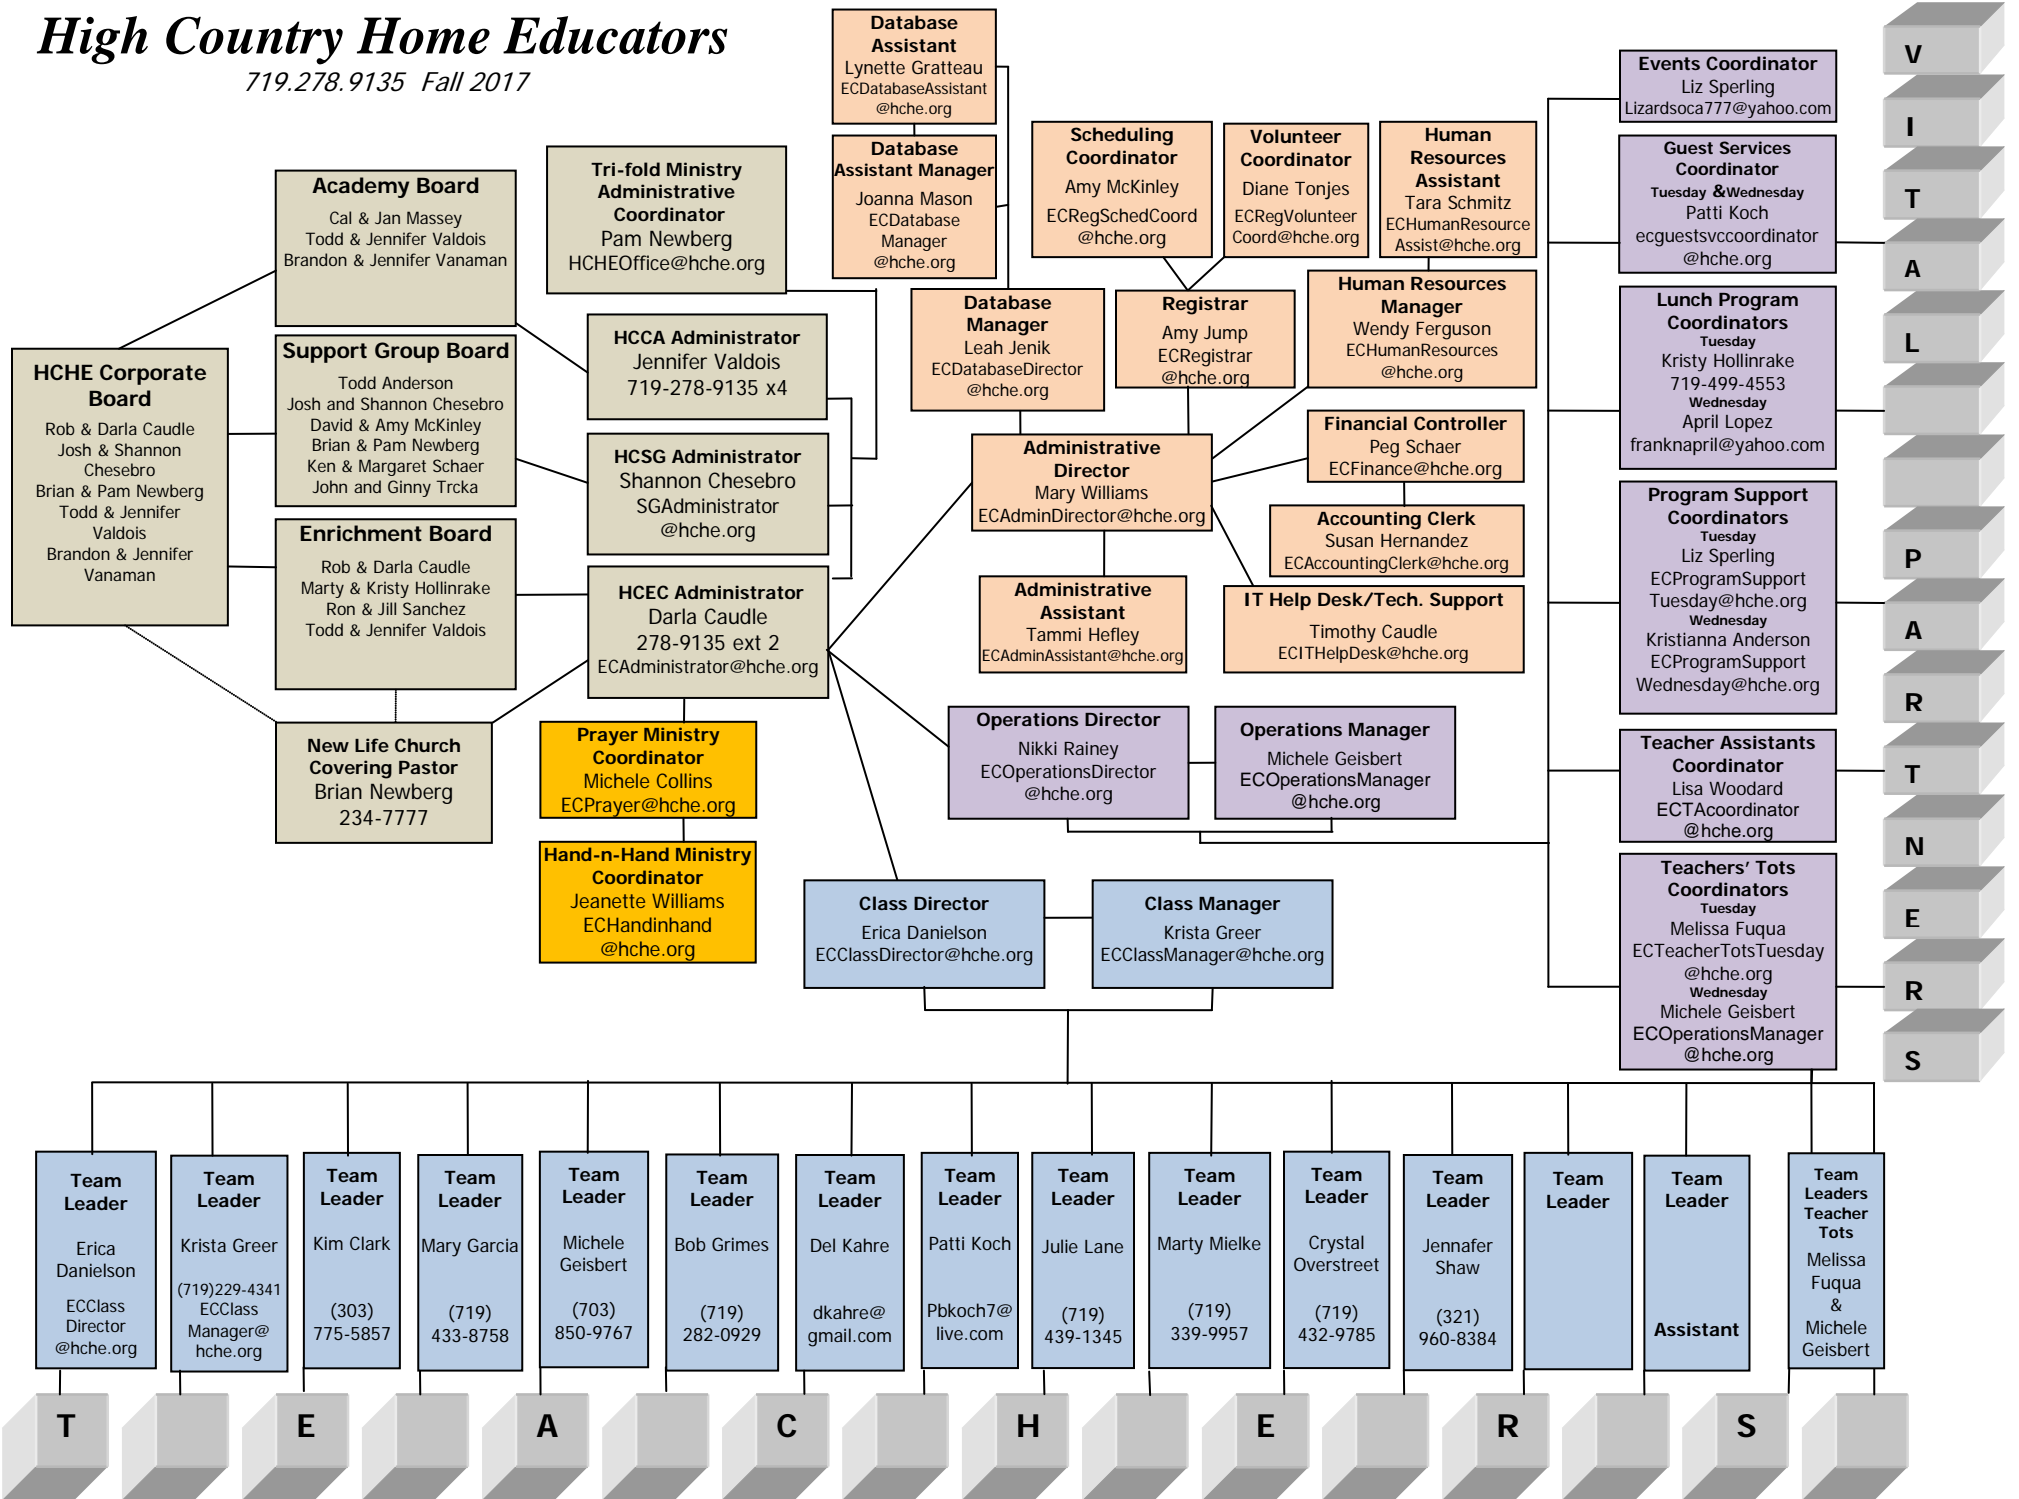 High Country Home Educators
719.278.9135  Fall 2017
Academy Board
Cal & Jan Massey
Todd & Jennifer Valdois
Brandon & Jennifer Vanaman
Tri-fold Ministry
Administrative
Coordinator
Pam Newberg
HCHEOffice@hche.org
HCHE Corporate
Board
Rob & Darla Caudle
Josh & Shannon
Chesebro
Brian & Pam Newberg
Todd & Jennifer
Valdois
Brandon & Jennifer
Vanaman
Support Group Board
Todd Anderson
Josh and Shannon Chesebro
David & Amy McKinley
Brian & Pam Newberg
Ken & Margaret Schaer
John and Ginny Trcka
Enrichment Board
Rob & Darla Caudle
Marty & Kristy Hollinrake
Ron & Jill Sanchez
Todd & Jennifer Valdois
New Life Church
Covering Pastor
Brian Newberg
234-7777
HCCA Administrator
Jennifer Valdois
719-278-9135 x4
HCSG Administrator
Shannon Chesebro
SGAdministrator
@hche.org
HCEC Administrator
Darla Caudle
278-9135 ext 2
ECAdministrator@hche.org
Prayer Ministry
Coordinator
Michele Collins
ECPrayer@hche.org
Hand-n-Hand Ministry
Coordinator
Jeanette Williams
ECHandinhand
@hche.org
Database
Assistant
Lynette Gratteau
ECDatabaseAssistant
@hche.org
Database
Assistant Manager
Joanna Mason
ECDatabase
Manager
@hche.org
Scheduling
Coordinator
Amy McKinley
ECRegSchedCoord
@hche.org
Volunteer
Coordinator
Diane Tonjes
ECRegVolunteer
Coord@hche.org
Human
Resources
Assistant
Tara Schmitz
ECHumanResource
Assist@hche.org
Database
Manager
Leah Jenik
ECDatabaseDirector
@hche.org
Registrar
Amy Jump
ECRegistrar
@hche.org
Human Resources
Manager
Wendy Ferguson
ECHumanResources
@hche.org
Administrative
Director
Mary Williams
ECAdminDirector@hche.org
Financial Controller
Peg Schaer
ECFinance@hche.org
Accounting Clerk
Susan Hernandez
ECAccountingClerk@hche.org
Administrative
Assistant
Tammi Hefley
ECAdminAssistant@hche.org
IT Help Desk/Tech. Support
Timothy Caudle
ECITHelpDesk@hche.org
Operations Director
Nikki Rainey
ECOperationsDirector
@hche.org
Operations Manager
Michele Geisbert
ECOperationsManager
@hche.org
Class Director
Erica Danielson
ECClassDirector@hche.org
Class Manager
Krista Greer
ECClassManager@hche.org
Events Coordinator
Liz Sperling
Lizardsoca777@yahoo.com
Guest Services
Coordinator
Tuesday &Wednesday
Patti Koch
ecguestsvccoordinator
@hche.org
Lunch Program
Coordinators
Tuesday
Kristy Hollinrake
719-499-4553
Wednesday
April Lopez
franknapril@yahoo.com
Program Support
Coordinators
Tuesday
Liz Sperling
ECProgramSupport
Tuesday@hche.org
Wednesday
Kristianna Anderson
ECProgramSupport
Wednesday@hche.org
Teacher Assistants
Coordinator
Lisa Woodard
ECTAcoordinator
@hche.org
Teachers' Tots
Coordinators
Tuesday
Melissa Fuqua
ECTeacherTotsTuesday
@hche.org
Wednesday
Michele Geisbert
ECOperationsManager
@hche.org
V
I
T
A
L
P
A
R
T
N
E
R
S
Team
Leader
Erica
Danielson
ECClass
Director
@hche.org
Team
Leader
Krista Greer
(719)229-4341
ECClass
Manager@
hche.org
Team
Leader
Kim Clark
(303)
775-5857
Team
Leader
Mary Garcia
(719)
433-8758
Team
Leader
Michele
Geisbert
(703)
850-9767
Team
Leader
Bob Grimes
(719)
282-0929
Team
Leader
Del Kahre
dkahre@
gmail.com
Team
Leader
Patti Koch
Pbkoch7@
live.com
Team
Leader
Julie Lane
(719)
439-1345
Team
Leader
Marty Mielke
(719)
339-9957
Team
Leader
Crystal
Overstreet
(719)
432-9785
Team
Leader
Jennafer
Shaw
(321)
960-8384
Team
Leader
Team
Leader
Assistant
Team
Leaders
Teacher
Tots
Melissa
Fuqua
&
Michele
Geisbert
T E A C H E R S